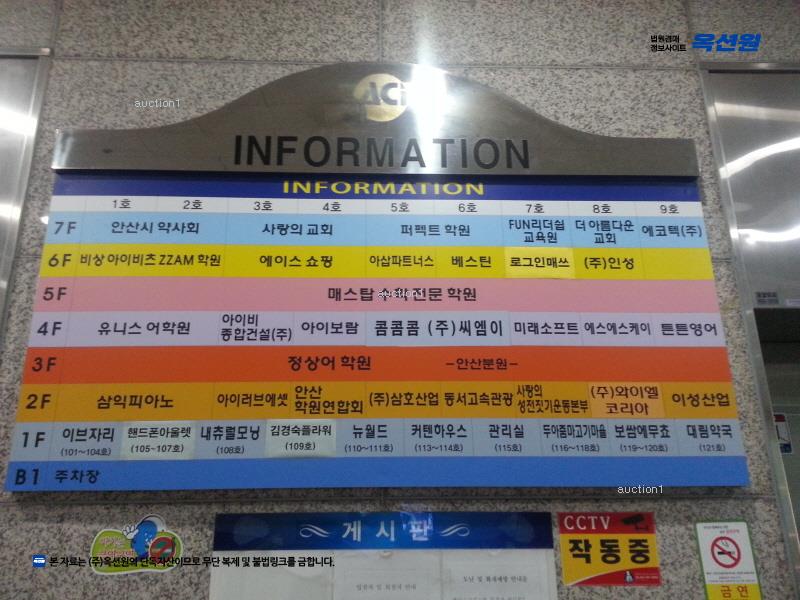 법원경매
정보사이트 옥션원
auction1
ACI
INFORMATION
INFORMATION
1호 2호 3호 4호 5호 6호 7호 8호 9호
7F 안산시 약사회 사랑의 교회 퍼펙트 학원 FUN리더쉽 교육원 더 아름다운 교회 에코텍(주)
6F 비상 아이비츠 ZZAM 학원 에이스 쇼핑 아삽파트너스 베스틴 로그인매쓰 (주)인성
5F 매스탑 수학전문 학원
auction1
4F 유니스 어학원 아이비 종합건설(주) 아이보람 콤콤콤 (주)씨엠이 미래소프트 에스에스케이 튼튼영어
3F 정상어 학원 -안산분원-
2F 삼익피아노 아이러브에셋 안산 학원연합회 (주)삼호산업 동서고속관광 사랑의 성전짓기운동본부 (주)와이엘 코리아 이성산업
1F 이브자리 핸드폰아울렛 내츄럴모닝 김경숙플라워 뉴월드 커텐하우스 관리실 두아줌마고기마을 보쌈에무쵸 대림약국
(101~104호) (105~107호) (108호) (109호) (110~111호) (113~114호) (115호) (116~118호) (119~120호) (121호)
B1 주차장
auction1
게시판
CCTV
작동중
금연
본 자료는 (주)옥션원의 단독자산이므로 무단 복제 및 불법링크를 금합니다.